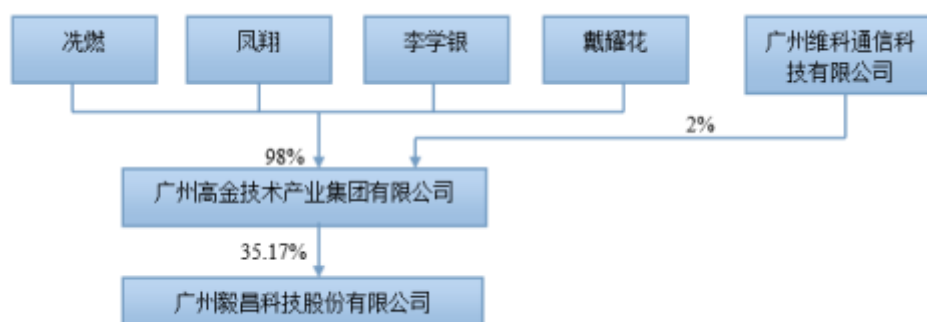 冼燃
凤翔
李学银
戴耀花
广州维科通信科
技有限公司
2%
98%
广州高金技术产业集团有限公司
35.17%
广州毅昌科技股份有限公司